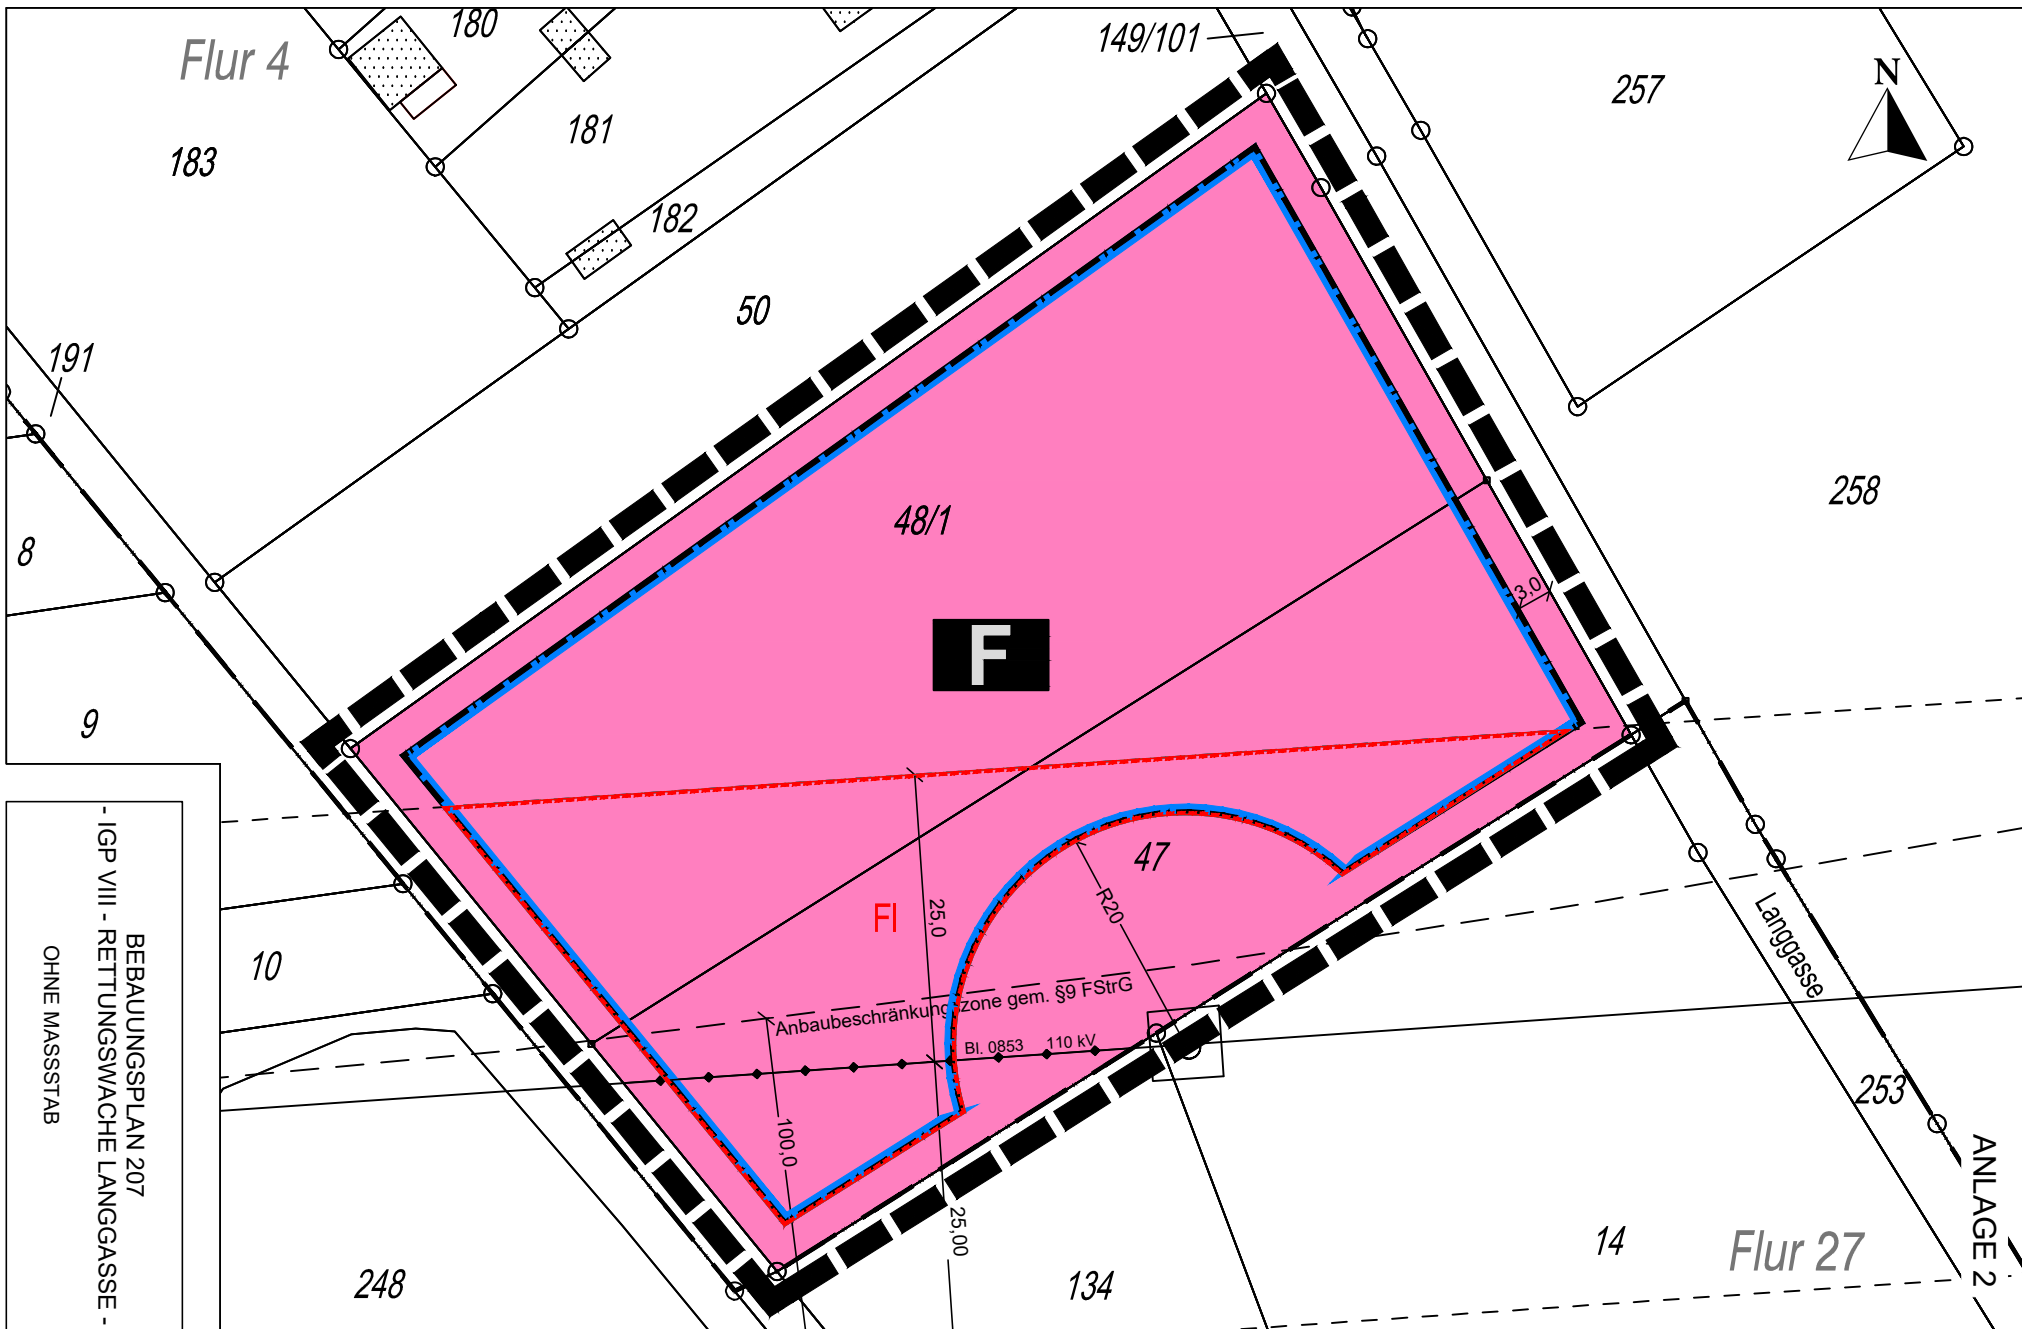 Flur 4
180
149/101
257
N
181
183
182
50
191
258
48/1
8
3,0
F
9
47
Fl
25,0
R20
10
Langgasse
Anbaubeschränkungszone gem. §9 FStrG
Bl. 0853 110 kV
253
100,0
25,00
14
Flur 27
248
134
BEBAUUNGSPLAN 207
- IGP VIII - RETTUNGSWACHE LANGGASSE -
OHNE MASSSTAB
ANLAGE 2